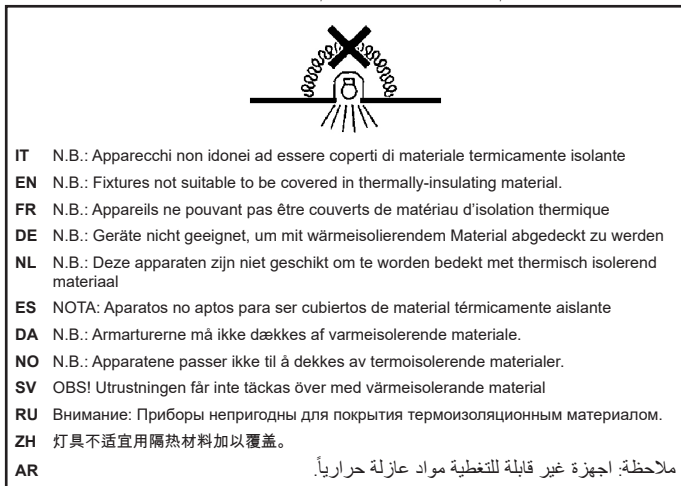 IT N.B.: Apparecchi non idonei ad essere coperti di materiale termicamente isolante
EN N.B.: Fixtures not suitable to be covered in thermally-insulating material.
FR N.B.: Appareils ne pouvant pas être couverts de matériau d’isolation thermique
DE N.B.: Geräte nicht geeignet, um mit wärmeisolierendem Material abgedeckt zu werden
NL N.B.: Deze apparaten zijn niet geschikt om te worden bedekt met thermisch isolerend
materiaal
ES NOTA: Aparatos no aptos para ser cubiertos de material térmicamente aislante
DA N.B.: Armarturerne må ikke dækkes af varmeisolerende materiale.
NO N.B.: Apparatene passer ikke til å dekkes av termoisolerende materialer.
SV OBS! Utrustningen får inte täckas över med värmeisolerande material
RU Внимание: Приборы непригодны для покрытия термоизоляционным материалом.
ZH 灯具不适宜用隔热材料加以覆盖。
AR ملاحظة: اجهزة غير قابلة للتغطية مواد عازلة حرارياً.